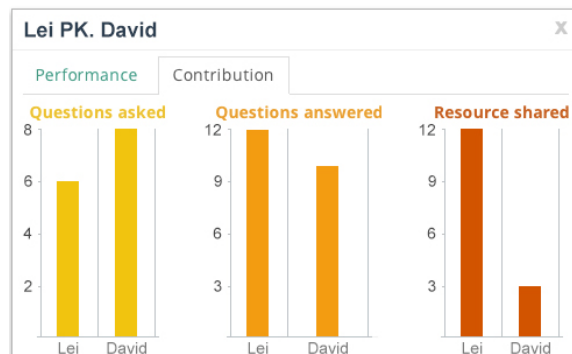 Lei PK. David x
Performance Contribution
Questions asked Questions answered Resource shared
8 12 12
6 9 9
4 6 6
2 3 3
Lei David Lei David Lei David